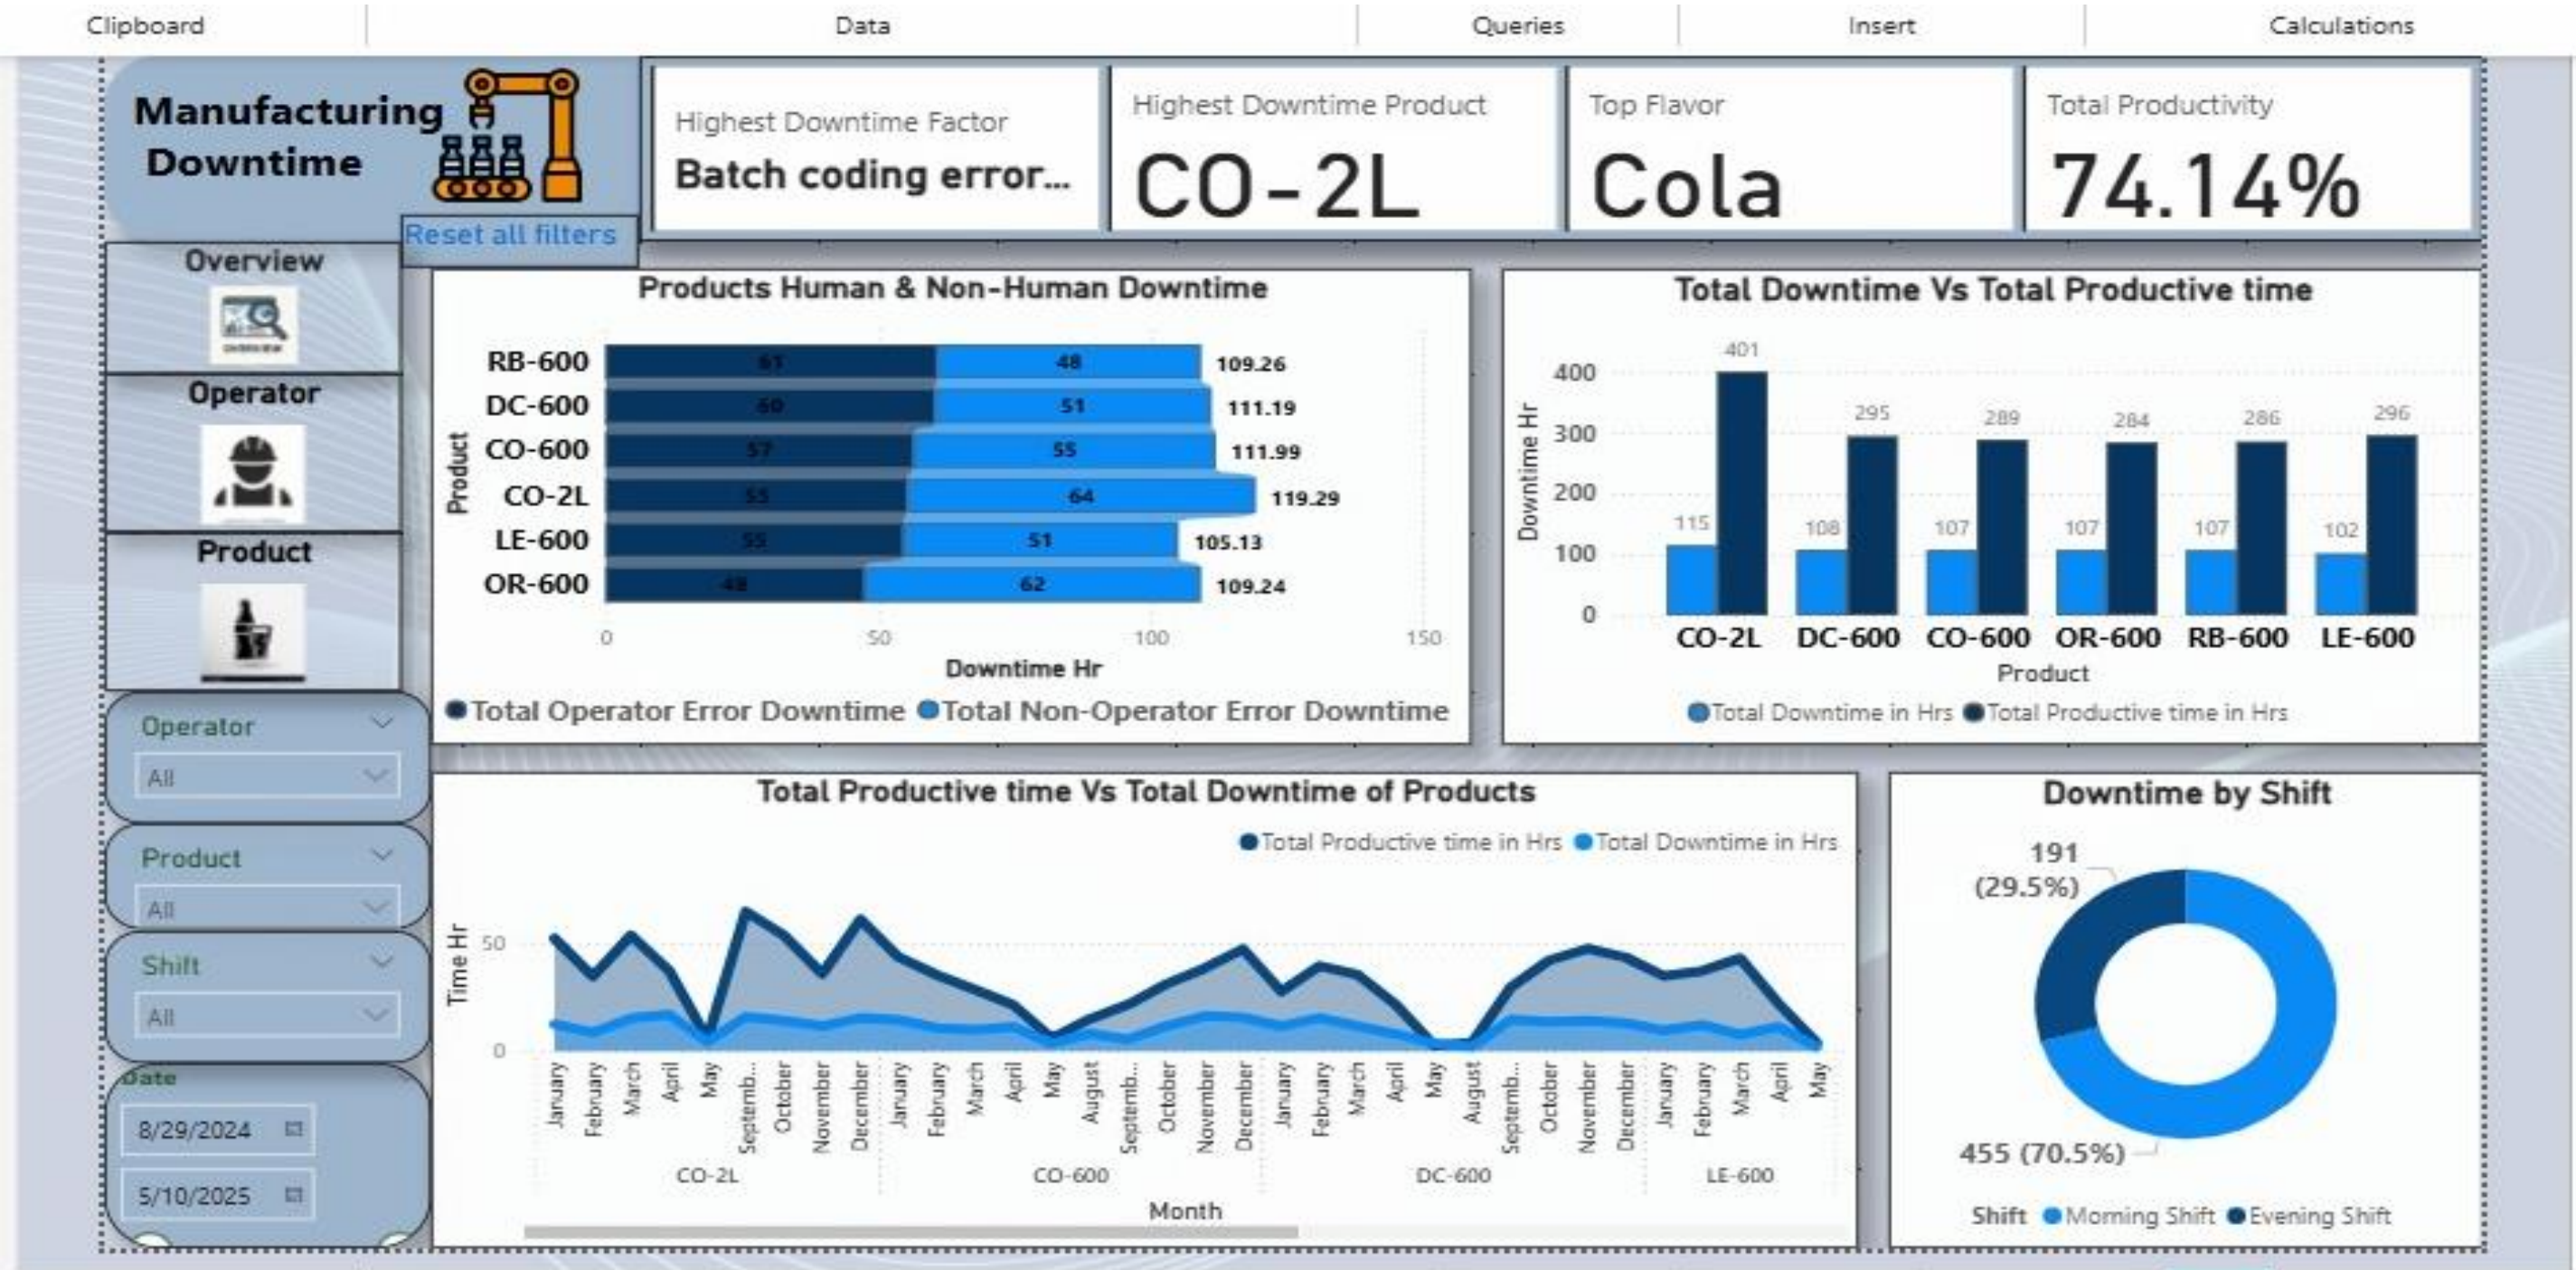 Clipboard
Data
Queries
Insert
Calculations
Manufacturing
Downtime
Reset all filters
Highest Downtime Factor
Batch coding error...
Highest Downtime Product
CO-2L
Top Flavor
Cola
Total Productivity
74.14%
Overview
Operator
Product
Operator
All
Product
All
Shift
All
Date
8/29/2024
5/10/2025
Products Human & Non-Human Downtime
Product
RB-600 61 48 109.26
DC-600 60 51 111.19
CO-600 57 55 111.99
CO-2L 55 64 119.29
LE-600 55 51 105.13
OR-600 48 62 109.24
0 50 100 150
Downtime Hr
Total Operator Error Downtime Total Non-Operator Error Downtime
Total Downtime Vs Total Productive time
Downtime Hr
400
300
200
100
0
115 401 108 295 107 289 107 284 107 286 102 296
CO-2L DC-600 CO-600 OR-600 RB-600 LE-600
Product
Total Downtime in Hrs Total Productive time in Hrs
Total Productive time Vs Total Downtime of Products
Total Productive time in Hrs Total Downtime in Hrs
Time Hr
50
0
January February March April May Septemb... October November December January February March April May August Septemb... October November December January February March April May August Septemb... October November December January February March April May
CO-2L CO-600 DC-600 LE-600
Month
Downtime by Shift
191
(29.5%)
455 (70.5%)
Shift Morning Shift Evening Shift